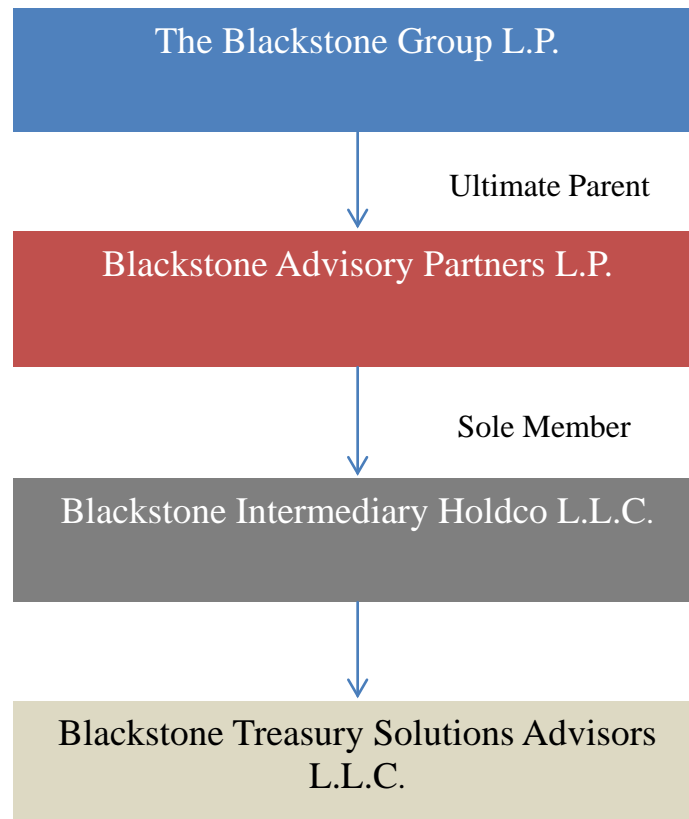 The Blackstone Group L.P.
Ultimate Parent
Blackstone Advisory Partners L.P.
Sole Member
Blackstone Intermediary Holdco L.L.C.
Blackstone Treasury Solutions Advisors
L.L.C.